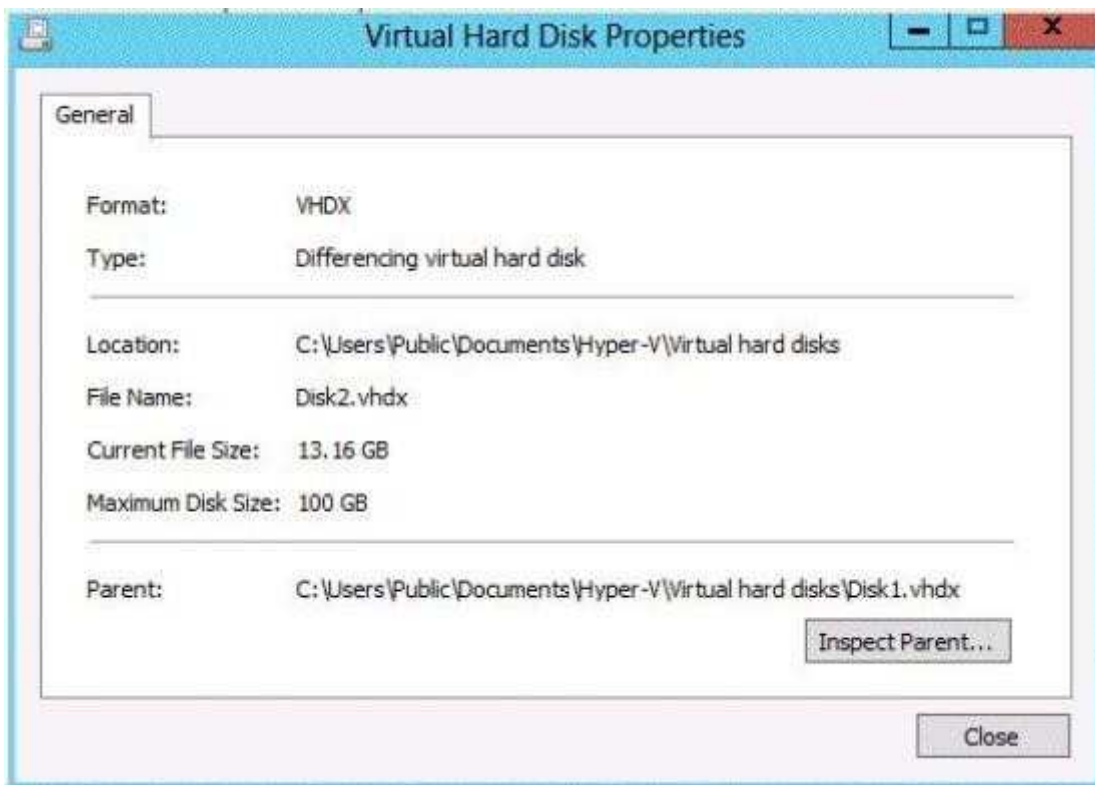 Virtual Hard Disk Properties
General
Format: VHDX
Type: Differencing virtual hard disk
Location: C:\Users\Public\Documents\Hyper-V\Virtual hard disks
File Name: Disk2.vhdx
Current File Size: 13.16 GB
Maximum Disk Size: 100 GB
Parent: C:\Users\Public\Documents\Hyper-V\Virtual hard disks\Disk1.vhdx
Inspect Parent...
Close